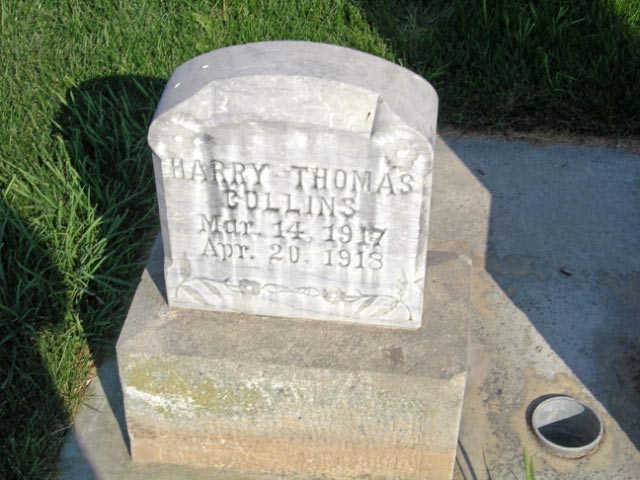 HARRY THOMAS
COLLINS
Mar. 14, 1917
Apr. 20, 1918